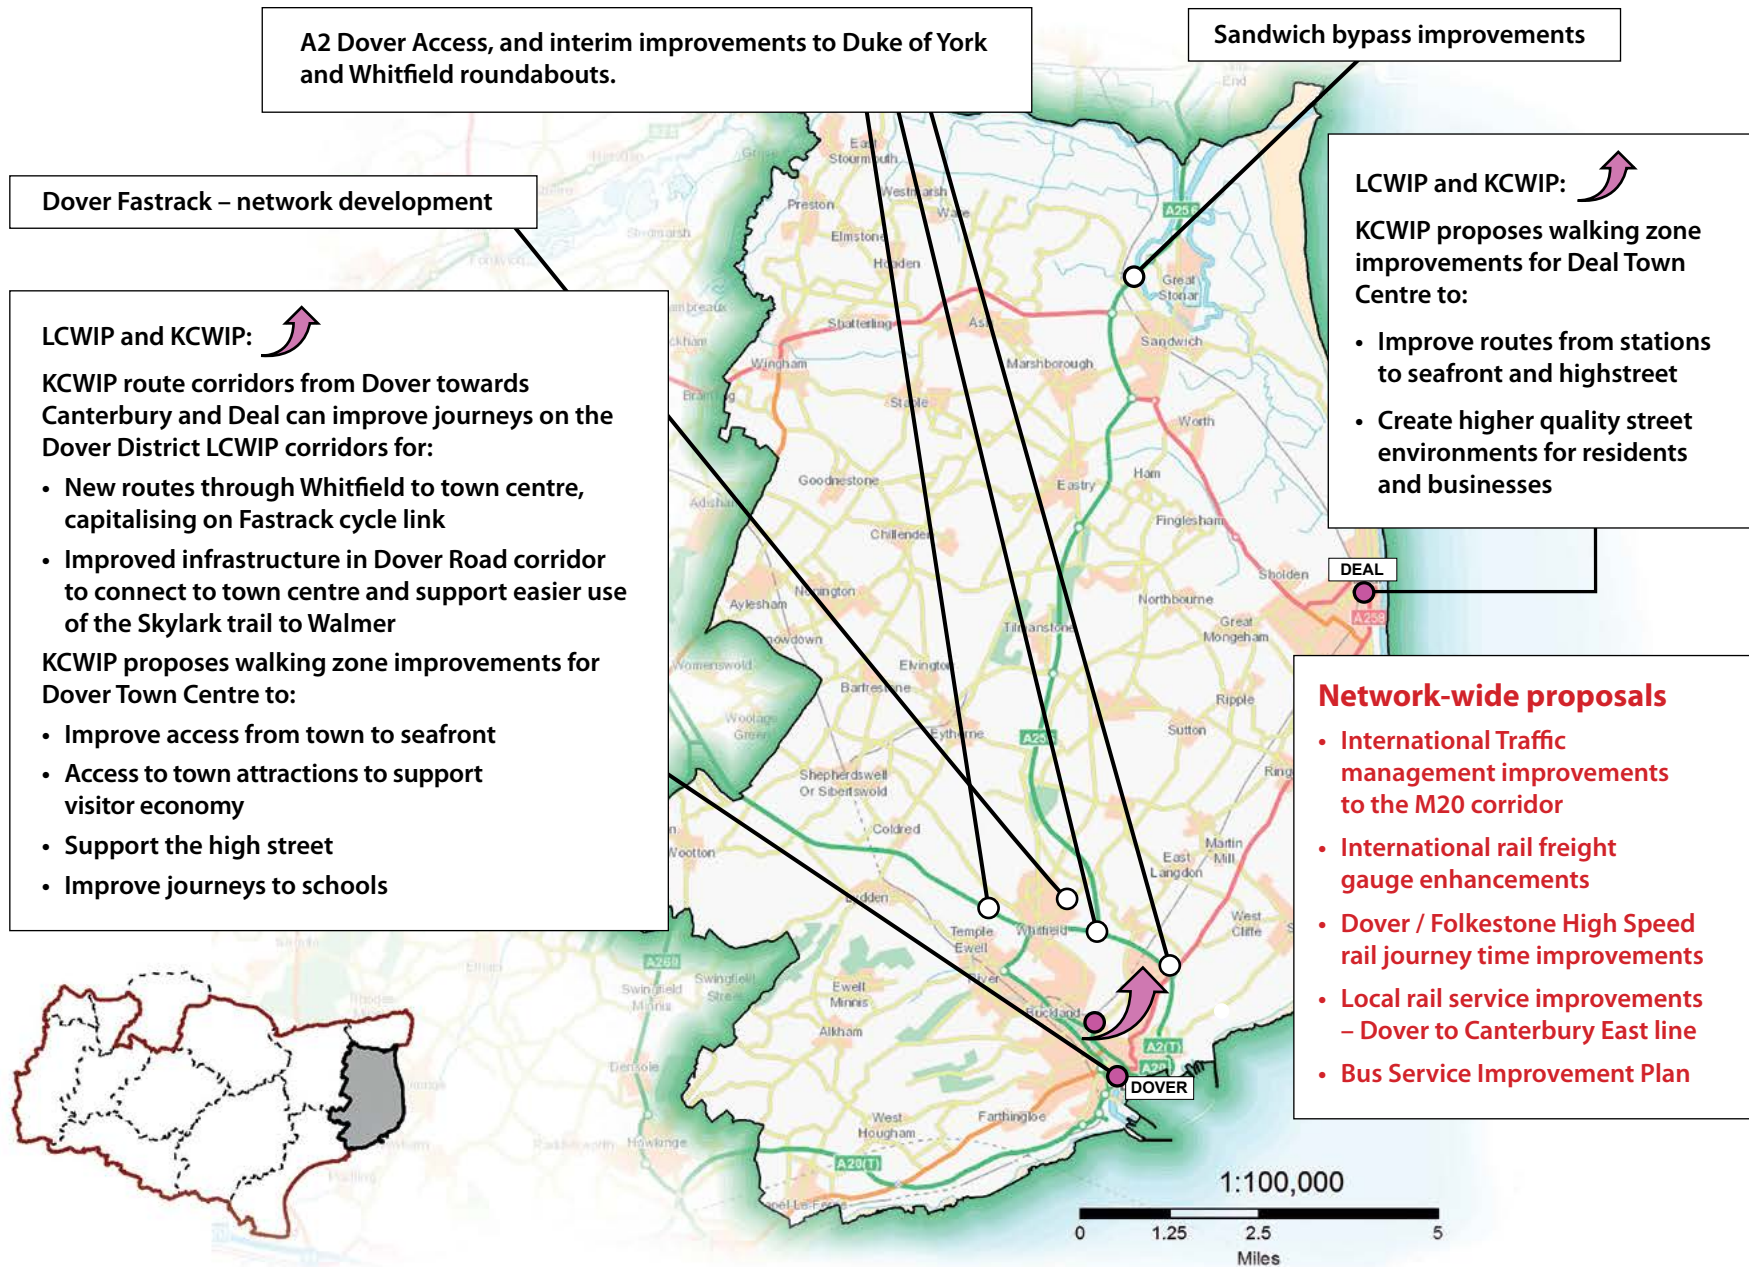 A2 Dover Access, and interim improvements to Duke of York
and Whitfield roundabouts.
Sandwich bypass improvements
Dover Fastrack – network development
LCWIP and KCWIP:
KCWIP route corridors from Dover towards
Canterbury and Deal can improve journeys on the
Dover District LCWIP corridors for:
• New routes through Whitfield to town centre,
capitalising on Fastrack cycle link
• Improved infrastructure in Dover Road corridor
to connect to town centre and support easier use
of the Skylark trail to Walmer
KCWIP proposes walking zone improvements for
Dover Town Centre to:
• Improve access from town to seafront
• Access to town attractions to support
visitor economy
• Support the high street
• Improve journeys to schools
LCWIP and KCWIP:
KCWIP proposes walking zone
improvements for Deal Town
Centre to:
• Improve routes from stations
to seafront and highstreet
• Create higher quality street
environments for residents
and businesses
Network-wide proposals
• International Traffic
management improvements
to the M20 corridor
• International rail freight
gauge enhancements
• Dover / Folkestone High Speed
rail journey time improvements
• Local rail service improvements
– Dover to Canterbury East line
• Bus Service Improvement Plan
End
East
Stourmouth
Westmarsh
Preston
Ware
Elmstone
Hoaden
A256
Great
Stonar
Shatterling
Ash
Sandwich
Wingham
Marshborough
Staple
Worth
Goodnestone
Ham
Eastry
Finglesham
Chillenden
DEAL
Sholden
Nonington
Aylesham
Northbourne
A258
Great
Mongeham
Tilmanstone
Womenswold
Elvington
Barfrestone
Ripple
Woolage
Green
Eythorne
Sutton
Shepherdswell
Or Sibertswold
Coldred
Martin
Mill
East
Langdon
Wootton
Lydden
West
Cliffe
Temple
Ewell
Whitfield
A260
Swingfield
Minnis
Swingfield
Street
River
Ewell
Minnis
Buckland
Alkham
A2(T)
A20
DOVER
Densole
West
Hougham
Farthingloe
Hawkinge
A20(T)
1:100,000
0 1.25 2.5 5
Miles